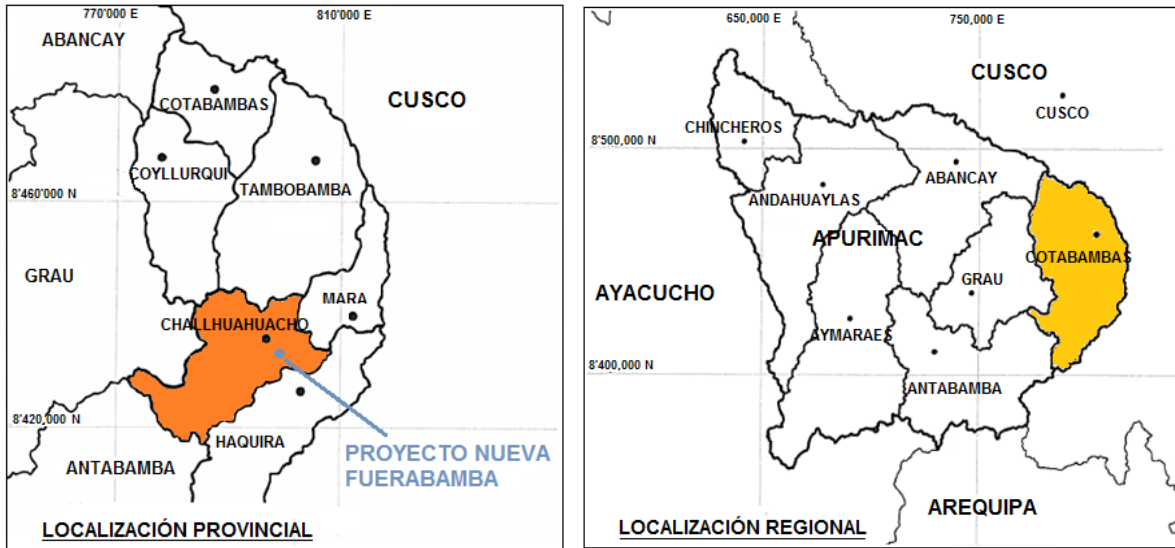 770'000 E
810'000 E
ABANCAY
COTABAMBAS
CUSCO
COYLLURQUI
TAMBOBAMBA
8'460'000 N
GRAU
MARA
CHALLHUAHUACHO
8'420,000 N
HAQUIRA
ANTABAMBA
PROYECTO NUEVA
FUERABAMBA
LOCALIZACIÓN PROVINCIAL
650,000 E
750,000 E
CUSCO
CUSCO
CHINCHEROS
8'500,000 N
ABANCAY
ANDAHUAYLAS
APURIMAC
COTABAMBAS
GRAU
AYACUCHO
AYMARAES
8'400,000 N
ANTABAMBA
AREQUIPA
LOCALIZACIÓN REGIONAL